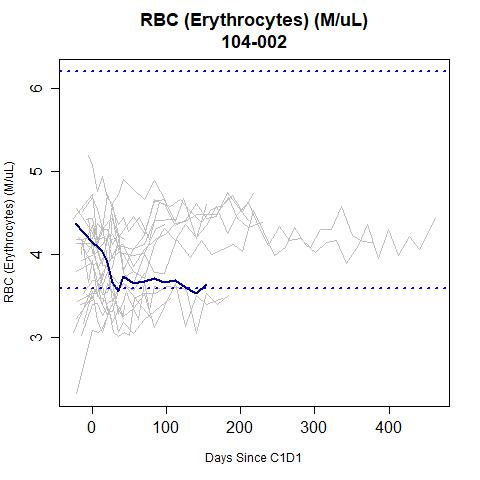 RBC (Erythrocytes) (M/uL)
104-002
RBC (Erythrocytes) (M/uL)
6
5
4
3
0 100 200 300 400
Days Since C1D1